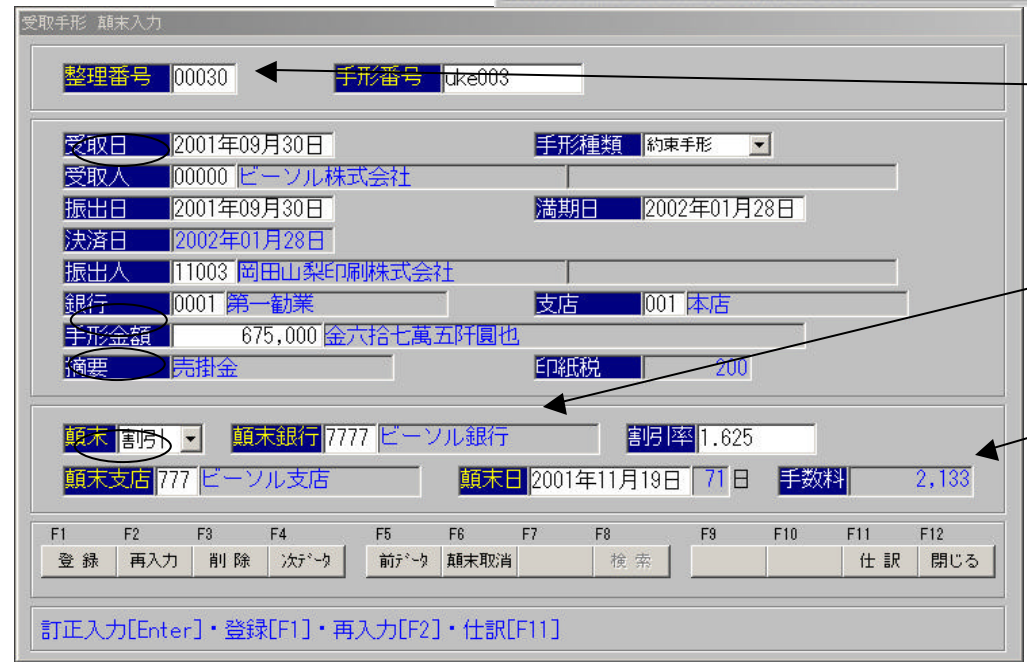 受取手形 顛末入力
整理番号 00030 手形番号 uke003
受取日 2001年09月30日 手形種類 約束手形
受取人 00000 ビーソル株式会社
振出日 2001年09月30日 満期日 2002年01月28日
決済日 2002年01月28日
振出人 11003 岡田山梨印刷株式会社
銀行 0001 第一勧業 支店 001 本店
手形金額 675,000 金六拾七萬五阡圓也
摘要 売掛金 印紙税 200
顛末 割引 顛末銀行 7777 ビーソル銀行 割引率 1.625
顛末支店 777 ビーソル支店 顛末日 2001年11月19日 71日 手数料 2,133
F1 F2 F3 F4 F5 F6 F7 F8 F9 F10 F11 F12
登録 再入力 削除 次ﾃﾞｰﾀ 前ﾃﾞｰﾀ 顛末取消 検索 仕訳 閉じる
訂正入力[Enter]・登録[F1]・再入力[F2]・仕訳[F11]